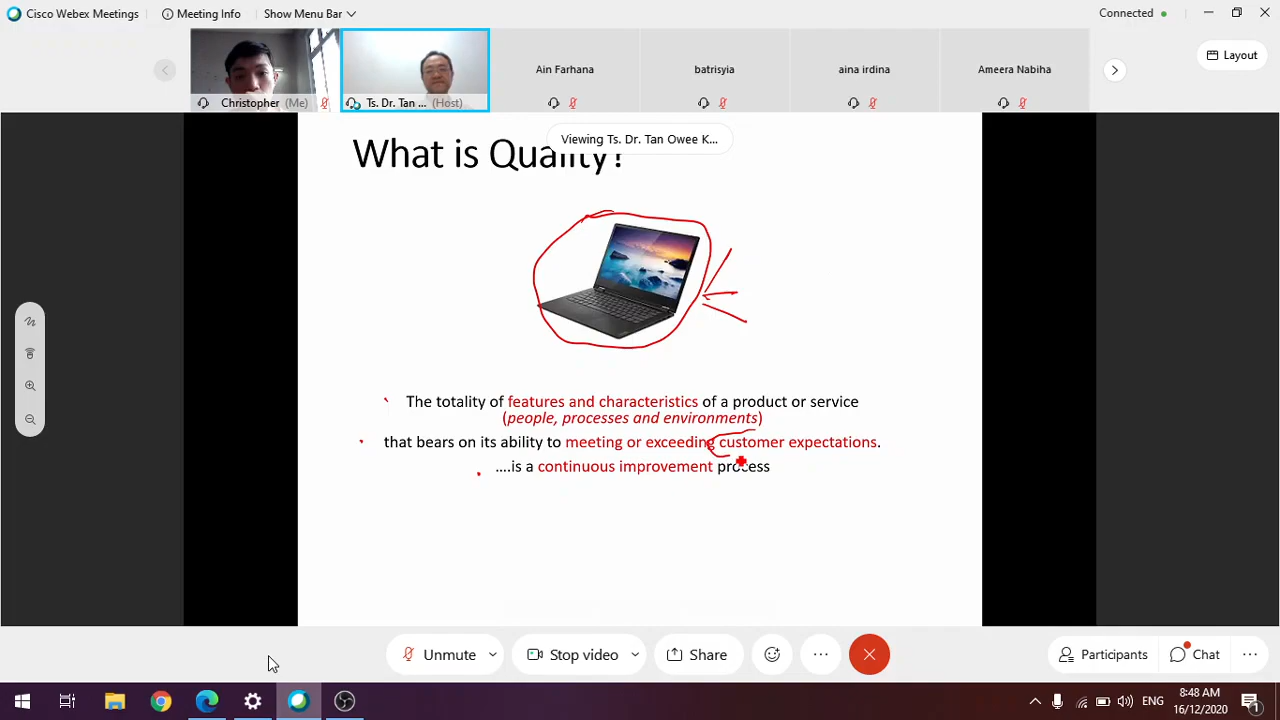 Cisco Webex Meetings
Meeting Info
Show Menu Bar
Connected
Christopher (Me)
Ts. Dr. Tan ... (Host)
Ain Farhana
batrisyia
aina irdina
Ameera Nabiha
Layout
Viewing Ts. Dr. Tan Owee K...
What is Quality?
The totality of features and characteristics of a product or service
(people, processes and environments)
that bears on its ability to meeting or exceeding customer expectations.
....is a continuous improvement process
Unmute
Stop video
Share
Participants
Chat
ENG
8:48 AM
16/12/2020
1